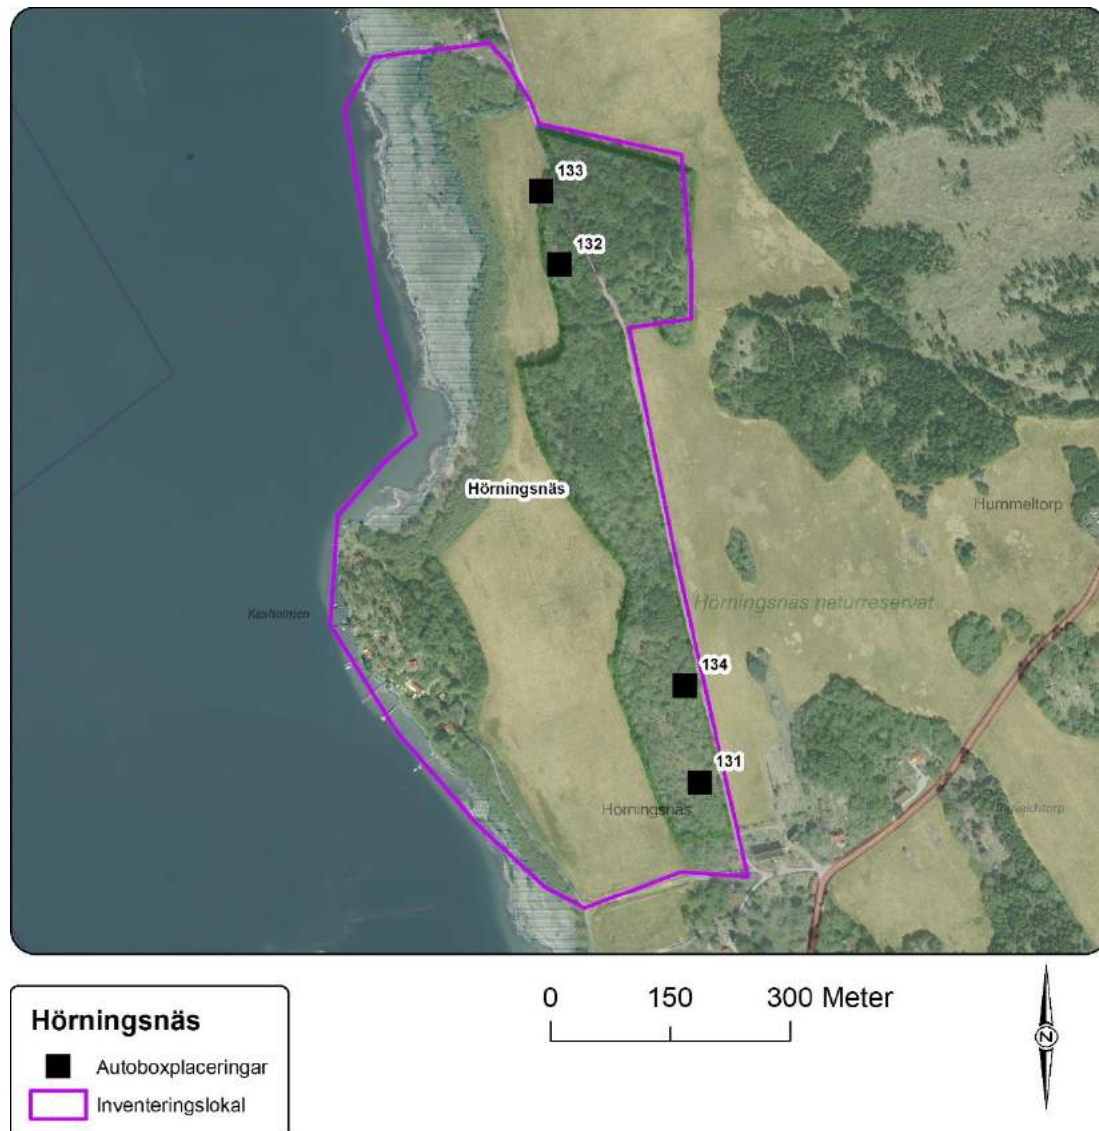 133
132
Hörningsnäs
Hummeltorp
Hörningsnäs naturreservat
Kasholmen
134
131
Hörningsnäs
0 150 300 Meter
Hörningsnäs
Autoboxplaceringar
Inventeringslokal
N